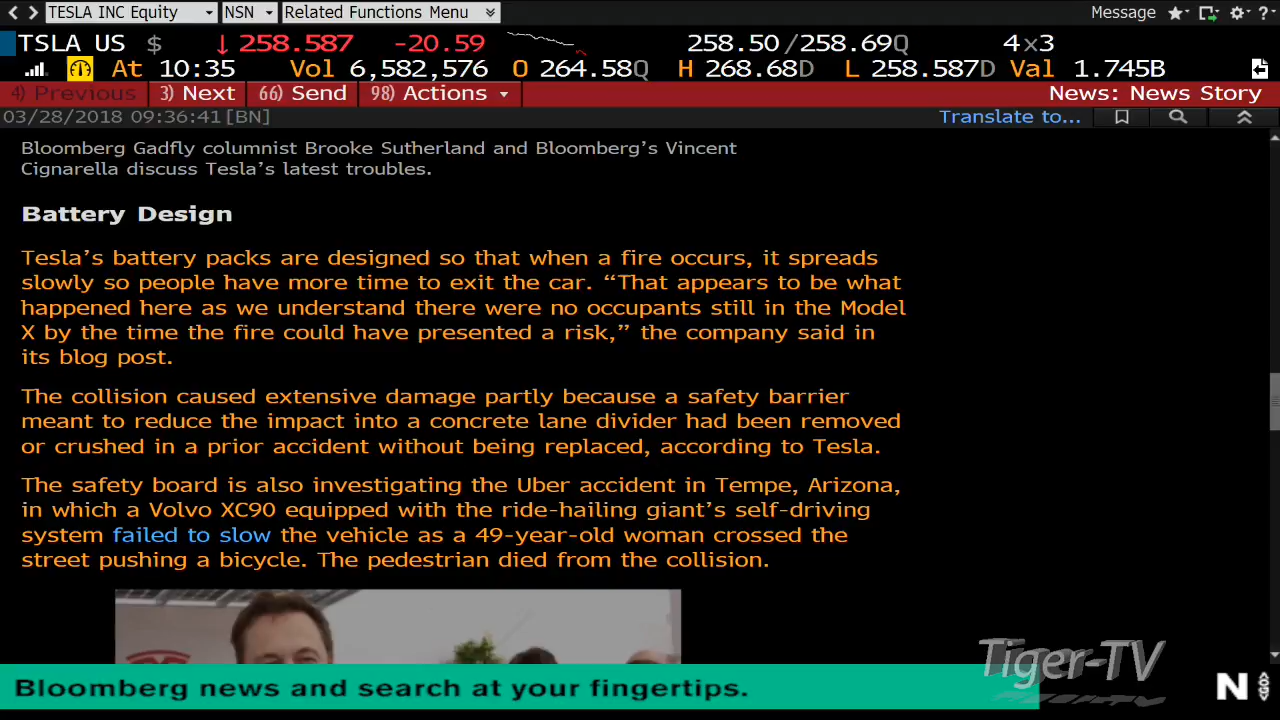 TESLA INC Equity NSN Related Functions Menu Message ?
TSLA US $ ↓258.587 -20.59 258.50/258.69Q 4×3
At 10:35 Vol 6,582,576 O 264.58Q H 268.68D L 258.587D Val 1.745B
4) Previous 3) Next 66) Send 98) Actions News: News Story
03/28/2018 09:36:41 [BN] Translate to...
Bloomberg Gadfly columnist Brooke Sutherland and Bloomberg's Vincent
Cignarella discuss Tesla's latest troubles.
Battery Design
Tesla's battery packs are designed so that when a fire occurs, it spreads
slowly so people have more time to exit the car. “That appears to be what
happened here as we understand there were no occupants still in the Model
X by the time the fire could have presented a risk,” the company said in
its blog post.
The collision caused extensive damage partly because a safety barrier
meant to reduce the impact into a concrete lane divider had been removed
or crushed in a prior accident without being replaced, according to Tesla.
The safety board is also investigating the Uber accident in Tempe, Arizona,
in which a Volvo XC90 equipped with the ride-hailing giant's self-driving
system failed to slow the vehicle as a 49-year-old woman crossed the
street pushing a bicycle. The pedestrian died from the collision.
Tiger-TV
Bloomberg news and search at your fingertips. N